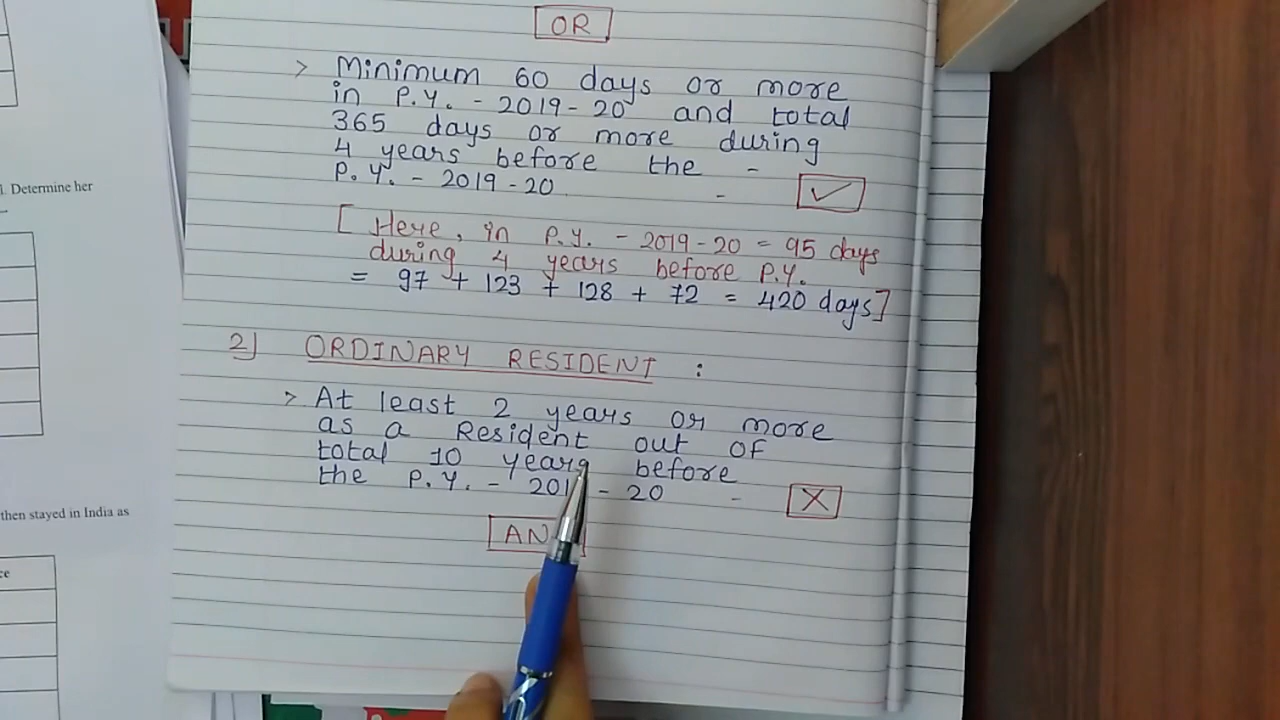 OR
> Minimum 60 days or more
in P.Y. - 2019-20 and total
365 days or more during
4 years before the -
P.Y. - 2019-20 - ✓
[ Here, in P.Y. - 2019-20 = 95 days
during 4 years before P.Y.
= 97 + 123 + 128 + 72 = 420 days]
2] ORDINARY RESIDENT :
> At least 2 years or more
as a Resident out of
total 10 years before
the P.Y. - 201 - 20 - X
AN
. Determine her
then stayed in India as